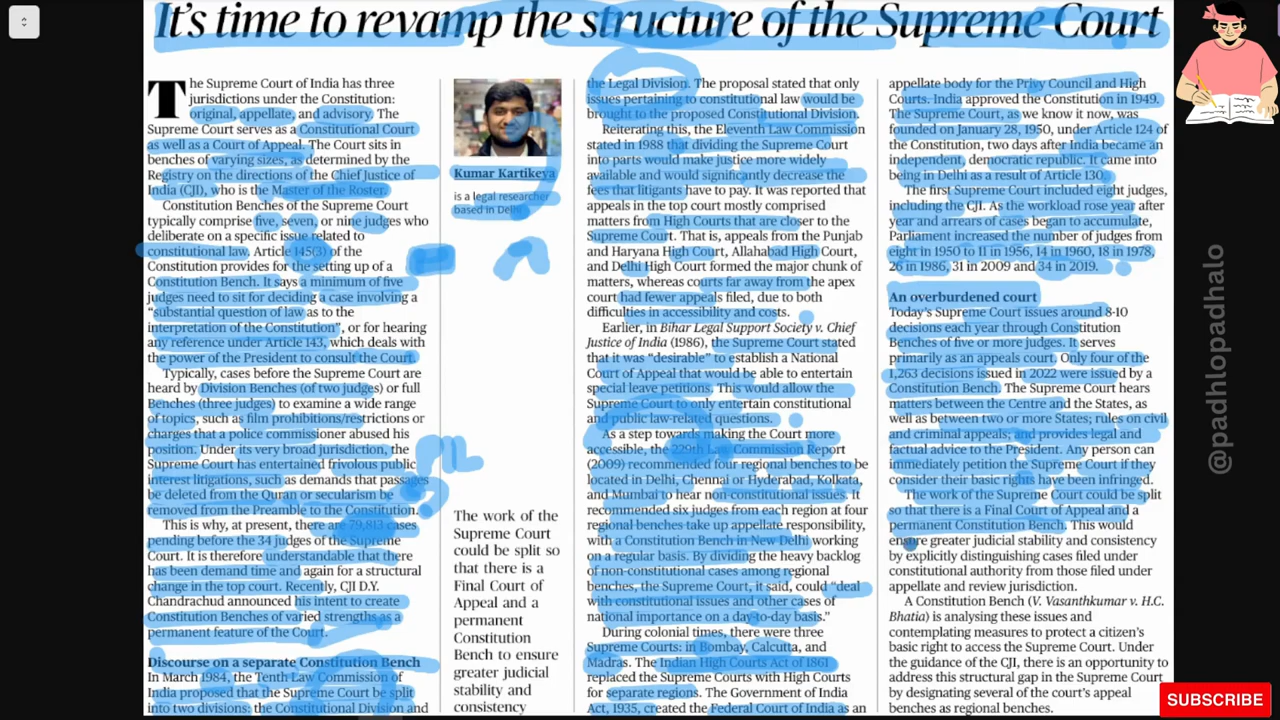 It's time to revamp the structure of the Supreme Court
The Supreme Court of India has three
jurisdictions under the Constitution:
original, appellate, and advisory. The
Supreme Court serves as a Constitutional Court
as well as a Court of Appeal. The Court sits in
benches of varying sizes, as determined by the
Registry on the directions of the Chief Justice of
India (CJI), who is the Master of the Roster.
Constitution Benches of the Supreme Court
typically comprise five, seven, or nine judges who
deliberate on a specific issue related to
constitutional law. Article 145(3) of the
Constitution provides for the setting up of a
Constitution Bench. It says a minimum of five
judges need to sit for deciding a case involving a
“substantial question of law as to the
interpretation of the Constitution”, or for hearing
any reference under Article 143, which deals with
the power of the President to consult the Court.
Typically, cases before the Supreme Court are
heard by Division Benches (of two judges) or full
Benches (three judges) to examine a wide range
of topics, such as film prohibitions/restrictions or
charges that a police commissioner abused his
position. Under its very broad jurisdiction, the
Supreme Court has entertained frivolous public
interest litigations, such as demands that passages
be deleted from the Quran or secularism be
removed from the Preamble to the Constitution.
This is why, at present, there are 79,813 cases
pending before the 34 judges of the Supreme
Court. It is therefore understandable that there
has been demand time and again for a structural
change in the top court. Recently, CJI D.Y.
Chandrachud announced his intent to create
Constitution Benches of varied strengths as a
permanent feature of the Court.
Discourse on a separate Constitution Bench
In March 1984, the Tenth Law Commission of
India proposed that the Supreme Court be split
into two divisions: the Constitutional Division and
Kumar Kartikeya
is a legal researcher
based in Delhi
The work of the
Supreme Court
could be split so
that there is a
Final Court of
Appeal and a
permanent
Constitution
Bench to ensure
greater judicial
stability and
consistency
the Legal Division. The proposal stated that only
issues pertaining to constitutional law would be
brought to the proposed Constitutional Division.
Reiterating this, the Eleventh Law Commission
stated in 1988 that dividing the Supreme Court
into parts would make justice more widely
available and would significantly decrease the
fees that litigants have to pay. It was reported that
appeals in the top court mostly comprised
matters from High Courts that are closer to the
Supreme Court. That is, appeals from the Punjab
and Haryana High Court, Allahabad High Court,
and Delhi High Court formed the major chunk of
matters, whereas courts far away from the apex
court had fewer appeals filed, due to both
difficulties in accessibility and costs.
Earlier, in Bihar Legal Support Society v. Chief
Justice of India (1986), the Supreme Court stated
that it was “desirable” to establish a National
Court of Appeal that would be able to entertain
special leave petitions. This would allow the
Supreme Court to only entertain constitutional
and public law-related questions.
As a step towards making the Court more
accessible, the 229th Law Commission Report
(2009) recommended four regional benches to be
located in Delhi, Chennai or Hyderabad, Kolkata,
and Mumbai to hear non-constitutional issues. It
recommended six judges from each region at four
regional benches take up appellate responsibility,
with a Constitution Bench in New Delhi working
on a regular basis. By dividing the heavy backlog
of non-constitutional cases among regional
benches, the Supreme Court, it said, could “deal
with constitutional issues and other cases of
national importance on a day-to-day basis.”
During colonial times, there were three
Supreme Courts: in Bombay, Calcutta, and
Madras. The Indian High Courts Act of 1861
replaced the Supreme Courts with High Courts
for separate regions. The Government of India
Act, 1935, created the Federal Court of India as an
appellate body for the Privy Council and High
Courts. India approved the Constitution in 1949.
The Supreme Court, as we know it now, was
founded on January 28, 1950, under Article 124 of
the Constitution, two days after India became an
independent, democratic republic. It came into
being in Delhi as a result of Article 130.
The first Supreme Court included eight judges,
including the CJI. As the workload rose year after
year and arrears of cases began to accumulate,
Parliament increased the number of judges from
eight in 1950 to 11 in 1956, 14 in 1960, 18 in 1978,
26 in 1986, 31 in 2009 and 34 in 2019.
An overburdened court
Today's Supreme Court issues around 8-10
decisions each year through Constitution
Benches of five or more judges. It serves
primarily as an appeals court. Only four of the
1,263 decisions issued in 2022 were issued by a
Constitution Bench. The Supreme Court hears
matters between the Centre and the States, as
well as between two or more States; rules on civil
and criminal appeals; and provides legal and
factual advice to the President. Any person can
immediately petition the Supreme Court if they
consider their basic rights have been infringed.
The work of the Supreme Court could be split
so that there is a Final Court of Appeal and a
permanent Constitution Bench. This would
ensure greater judicial stability and consistency
by explicitly distinguishing cases filed under
constitutional authority from those filed under
appellate and review jurisdiction.
A Constitution Bench (V. Vasanthkumar v. H.C.
Bhatia) is analysing these issues and
contemplating measures to protect a citizen's
basic right to access the Supreme Court. Under
the guidance of the CJI, there is an opportunity to
address this structural gap in the Supreme Court
by designating several of the court's appeal
benches as regional benches.
@padhlopadhalo
SUBSCRIBE